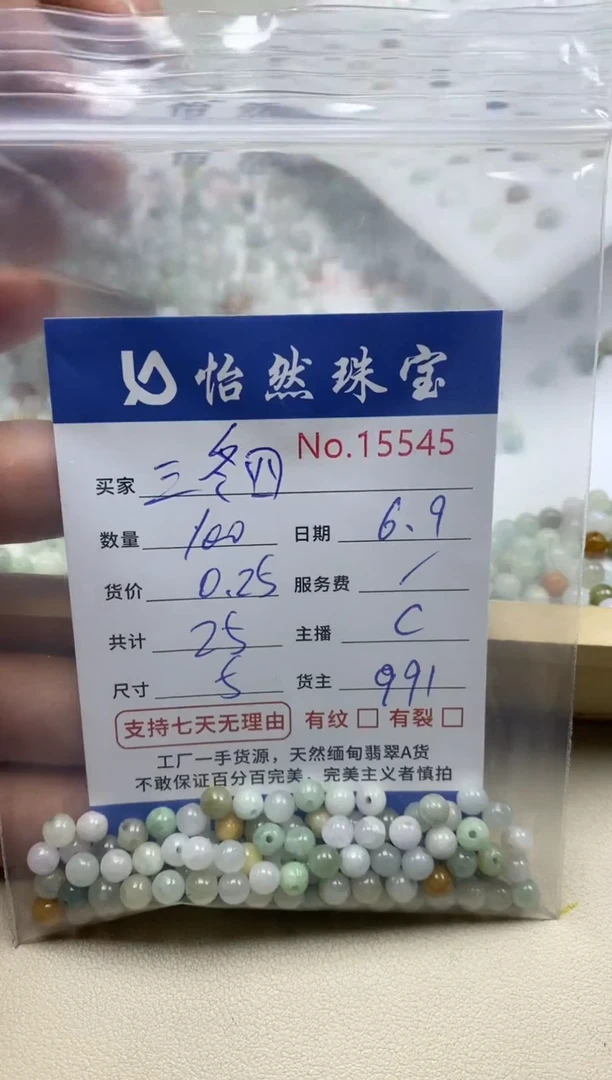 怡然珠宝
No.15545
买家 三冬四
数量 100 日期 6.9
货价 0.25 服务费 /
共计 25 主播 C
尺寸 5 货主 991
支持七天无理由 有纹 □ 有裂 □
工厂一手货源，天然缅甸翡翠A货
不敢保证百分百完美，完美主义者慎拍